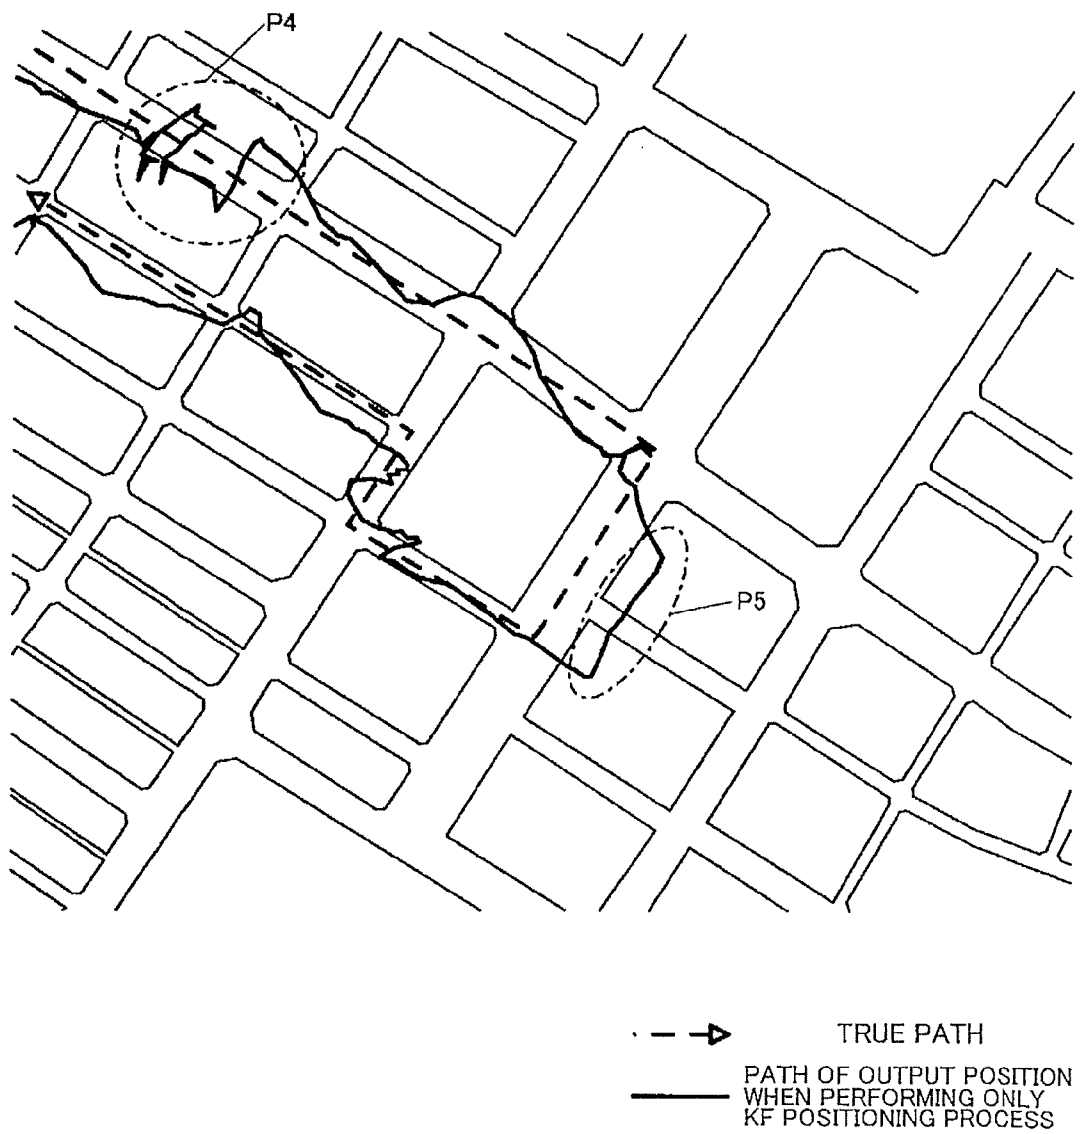 P4
P5
TRUE PATH
PATH OF OUTPUT POSITION
WHEN PERFORMING ONLY
KF POSITIONING PROCESS